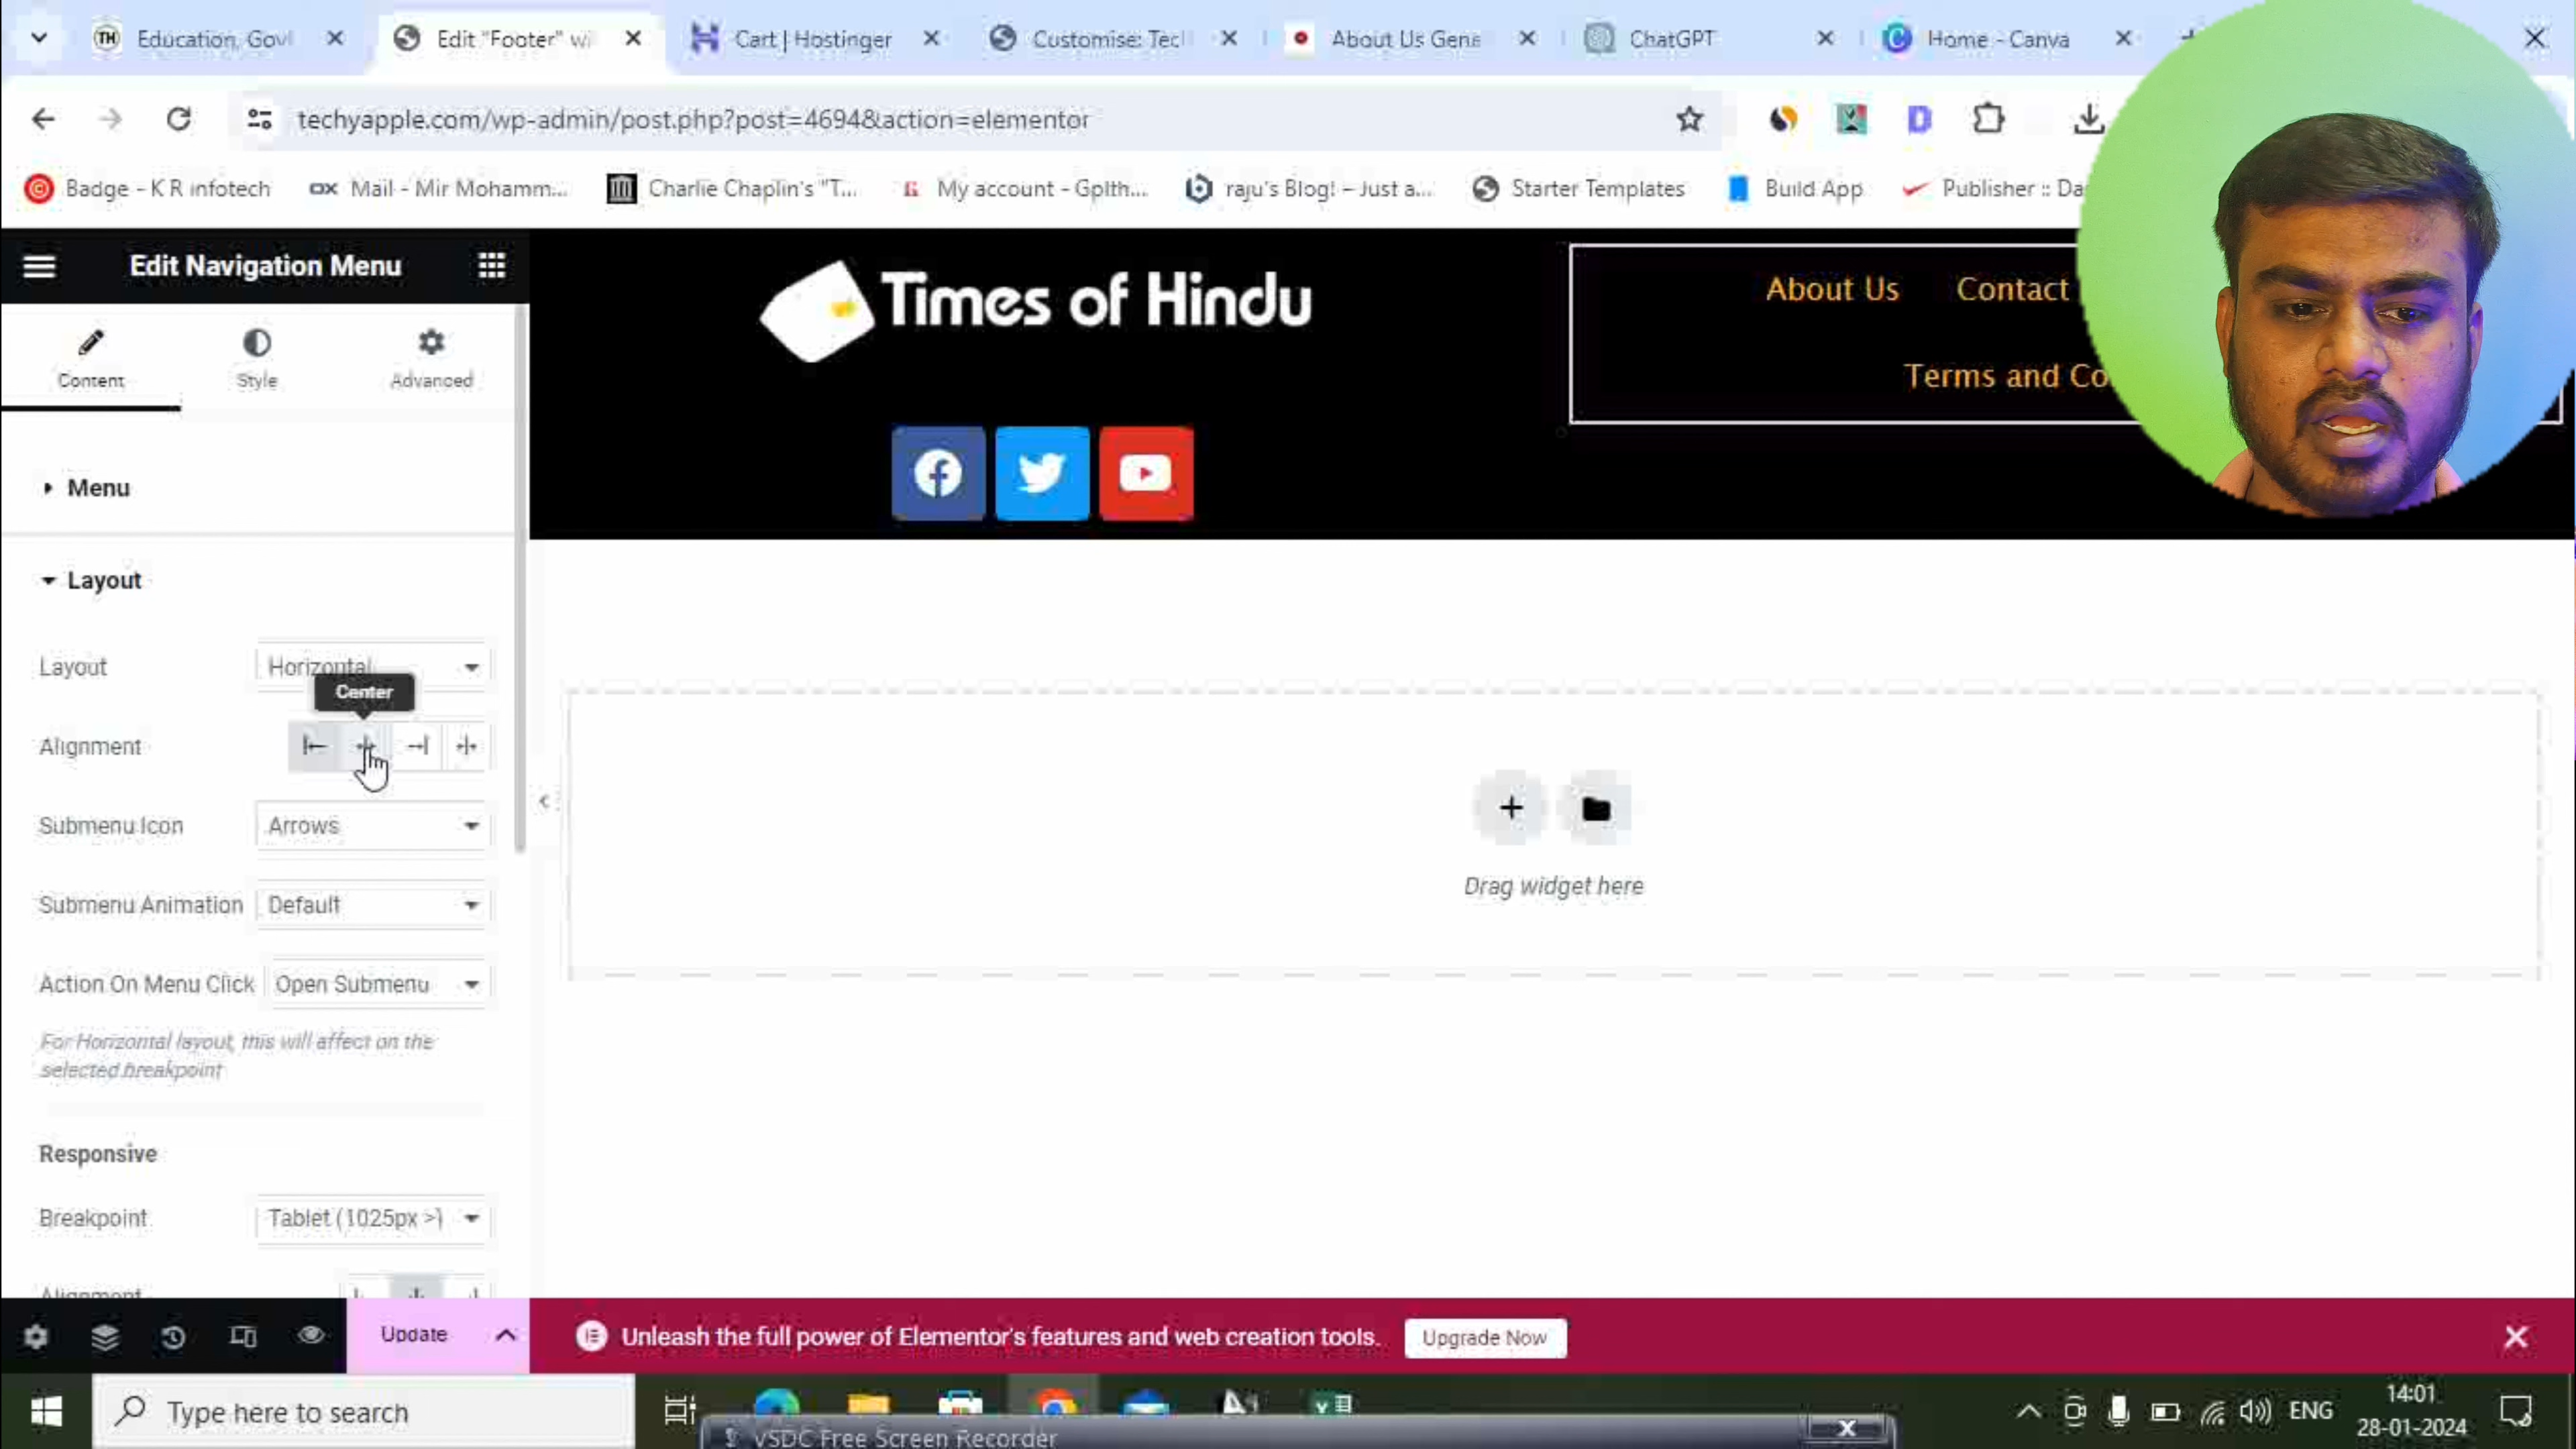 Education, Govt
Edit "Footer" wi
Cart | Hostinger
Customise: Tecl
About Us Gene
ChatGPT
Home - Canva
techyapple.com/wp-admin/post.php?post=4694&action=elementor
Badge - K R infotech
Mail - Mir Mohamm...
Charlie Chaplin's "T...
My account - Gplth...
raju's Blog! – Just a...
Starter Templates
Build App
Publisher :: Da
Edit Navigation Menu
Times of Hindu
About Us
Contact
Terms and Co
Content
Style
Advanced
Menu
Layout
Layout
Horizontal
Center
Alignment
Submenu Icon
Arrows
Submenu Animation
Default
Action On Menu Click
Open Submenu
For Horizontal layout, this will affect on the
selected breakpoint
Drag widget here
Responsive
Breakpoint
Tablet (1025px >)
Alignment
Update
Unleash the full power of Elementor's features and web creation tools.
Upgrade Now
Type here to search
VSDC Free Screen Recorder
ENG
14:01
28-01-2024